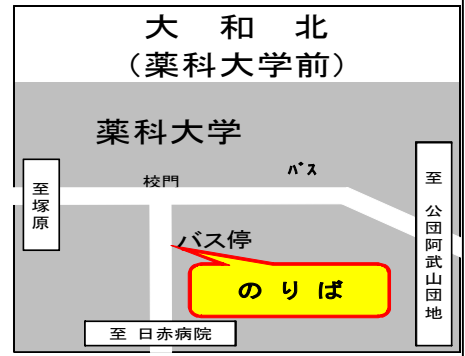 大和北
（薬科大学前）
薬科大学
バス
校門
至塚原
至 公団阿武山団地
バス停
のりば
至 日赤病院